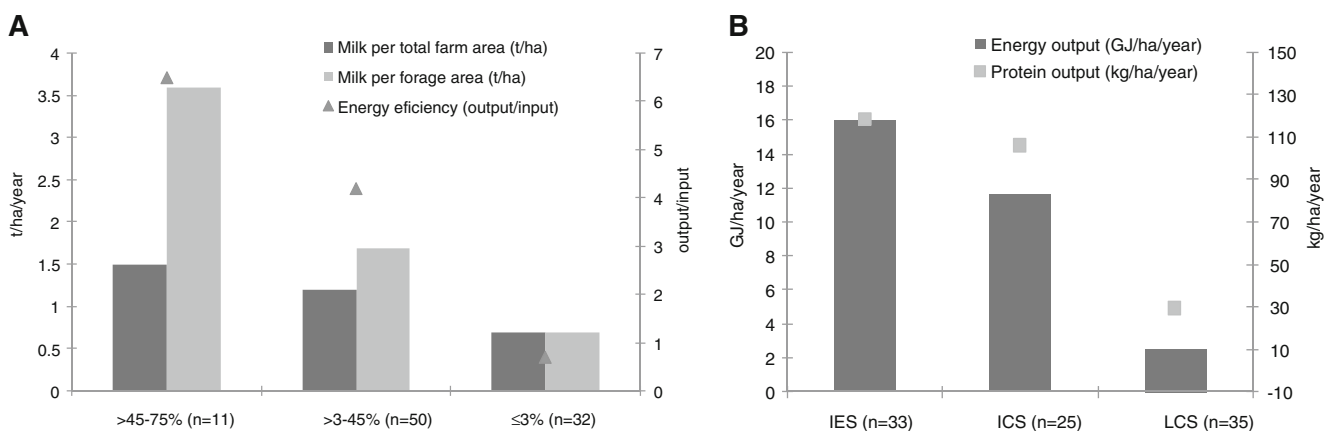 A
Milk per total farm area (t/ha)
Milk per forage area (t/ha)
Energy eficiency (output/input)
4
3.5
3
2.5
2
1.5
1
0.5
0
t/ha/year
7
6
5
4
3
2
1
0
output/input
>45-75% (n=11)
>3-45% (n=50)
≤3% (n=32)
B
Energy output (GJ/ha/year)
Protein output (kg/ha/year)
20
18
16
14
12
10
8
6
4
2
0
GJ/ha/year
150
130
110
90
70
50
30
10
-10
kg/ha/year
IES (n=33)
ICS (n=25)
LCS (n=35)